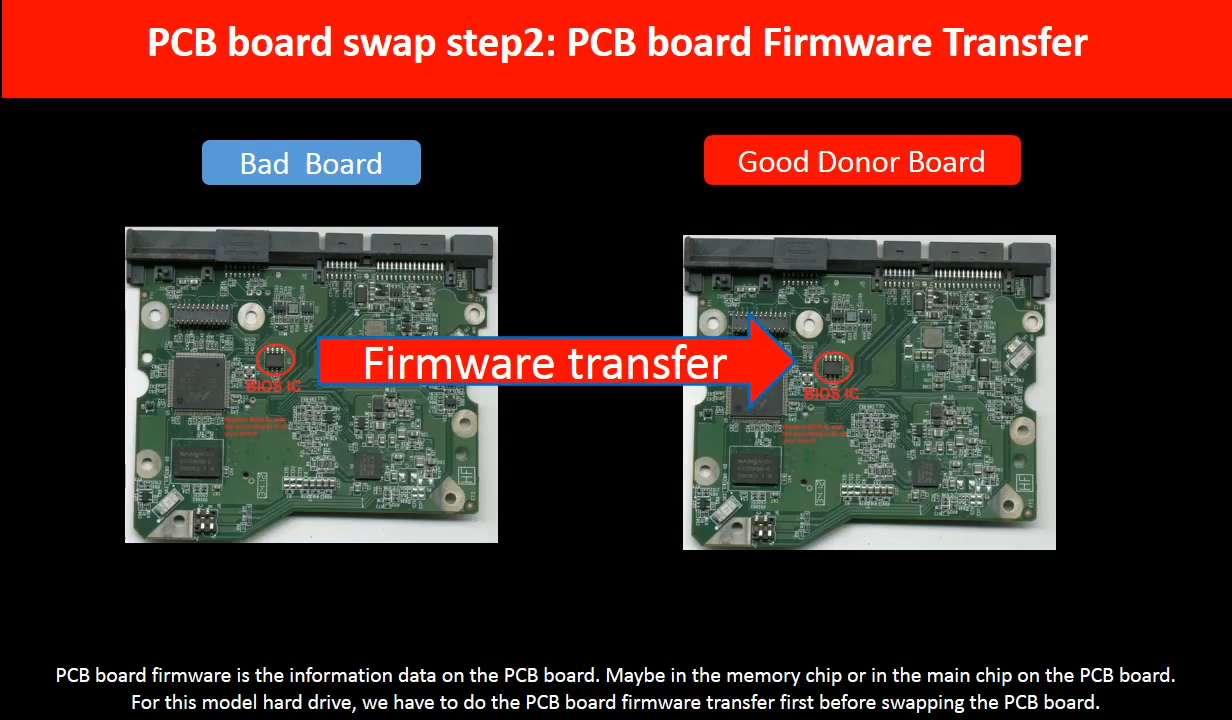 PCB board swap step2: PCB board Firmware Transfer
Bad Board
Good Donor Board
Firmware transfer
BIOS IC
BIOS IC
PCB board firmware is the information data on the PCB board. Maybe in the memory chip or in the main chip on the PCB board.
For this model hard drive, we have to do the PCB board firmware transfer first before swapping the PCB board.